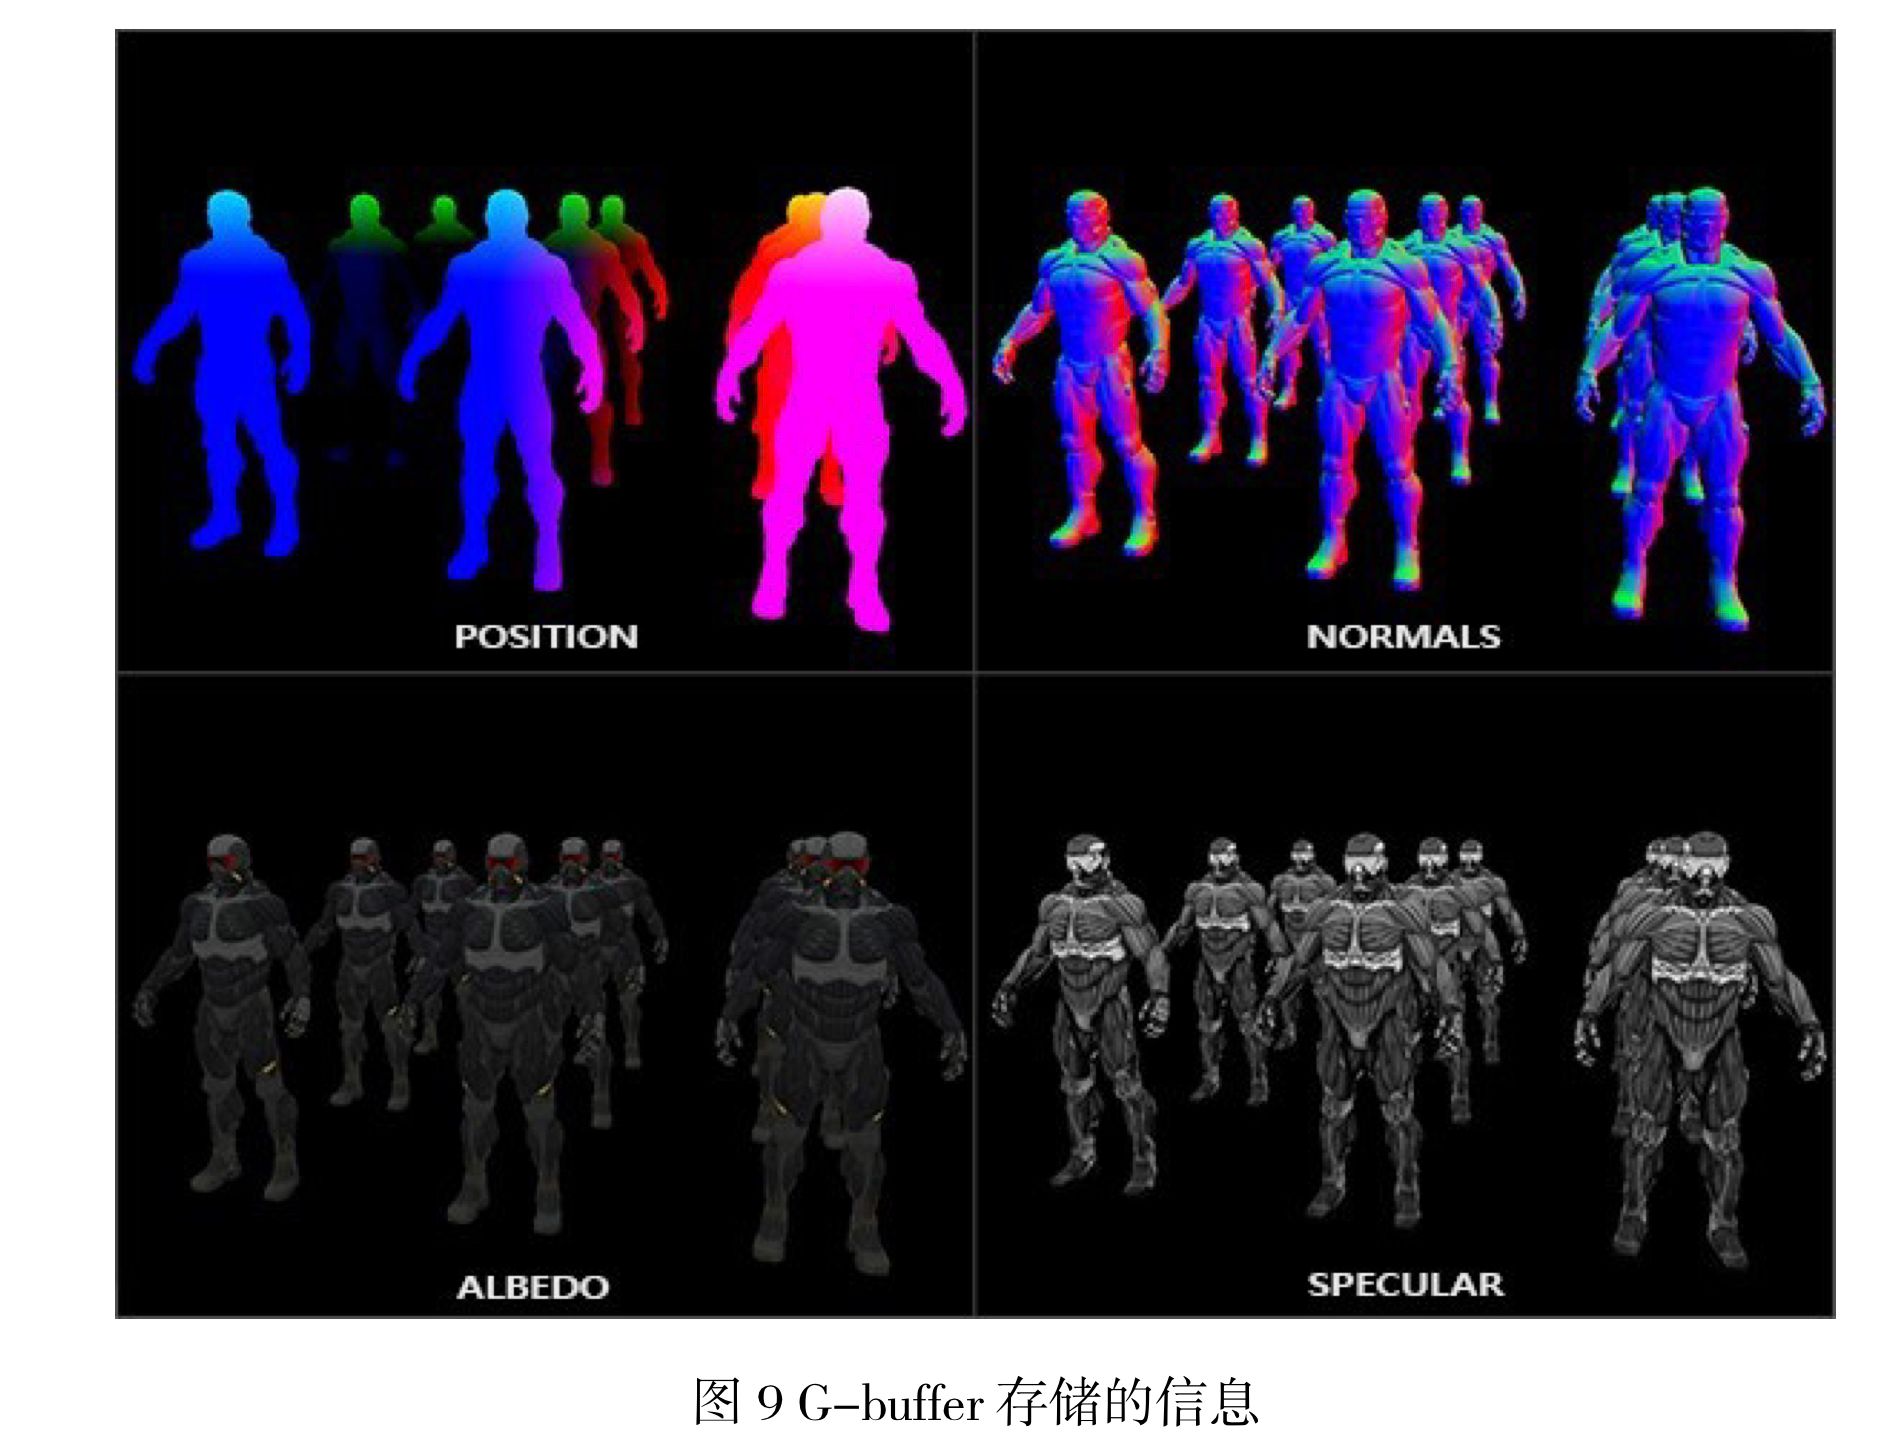 POSITION
NORMALS
ALBEDO
SPECULAR
图 9 G-buffer 存储的信息